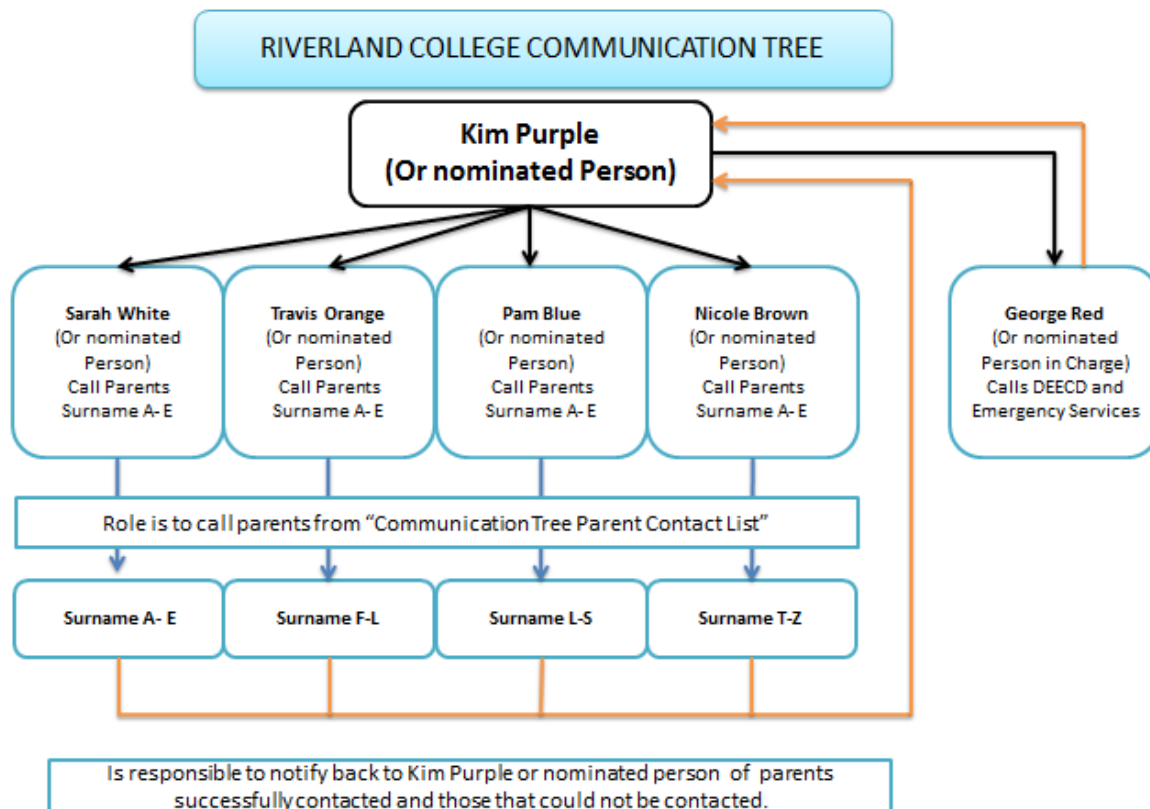 RIVERLAND COLLEGE COMMUNICATION TREE
Kim Purple
(Or nominated Person)
Sarah White
(Or nominated
Person)
Call Parents
Surname A- E
Travis Orange
(Or nominated
Person)
Call Parents
Surname A- E
Pam Blue
(Or nominated
Person)
Call Parents
Surname A- E
Nicole Brown
(Or nominated
Person)
Call Parents
Surname A- E
George Red
(Or nominated
Person in Charge)
Calls DEECD and
Emergency Services
Role is to call parents from “Communication Tree Parent Contact List”
Surname A- E
Surname F-L
Surname L-S
Surname T-Z
Is responsible to notify back to Kim Purple or nominated person of parents
successfully contacted and those that could not be contacted.